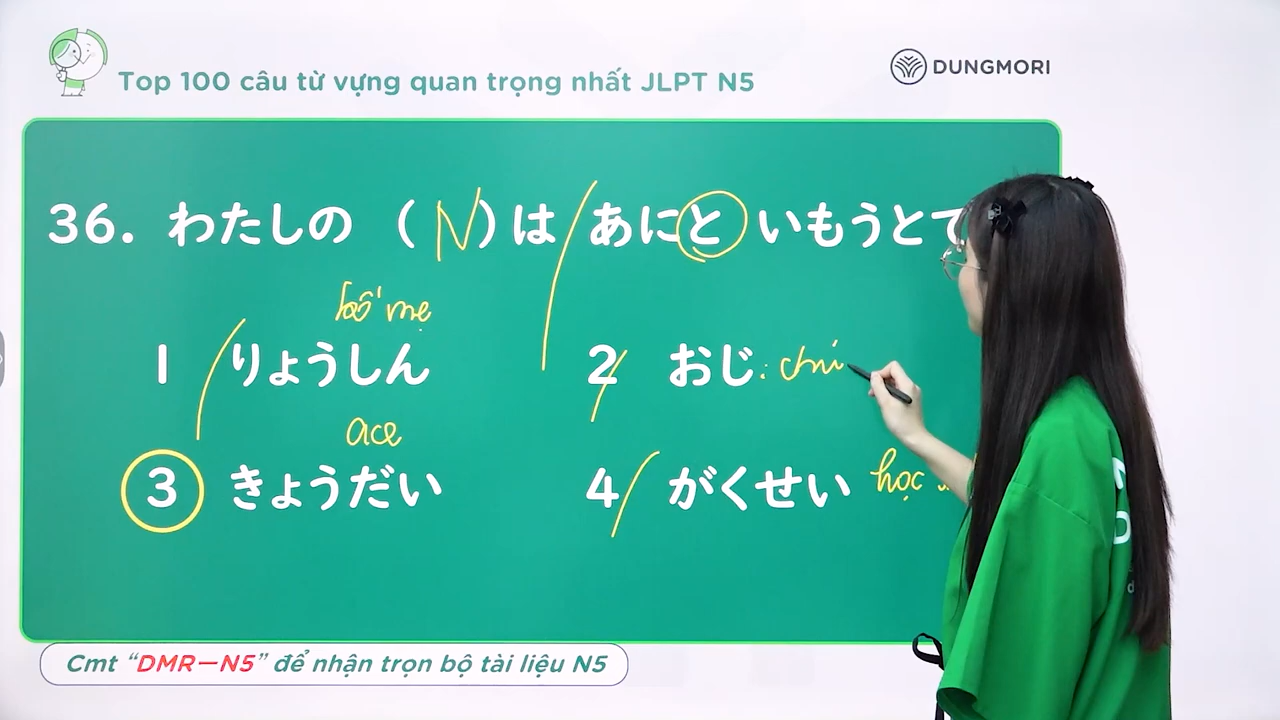 Top 100 câu từ vựng quan trọng nhất JLPT N5
DUNGMORI
36. わたしの ( N ) は あにと いもうとで
bố mẹ
1 りょうしん
2 おじ : chú
ace
3 きょうだい
4 がくせい học
Cmt “DMR–N5” để nhận trọn bộ tài liệu N5